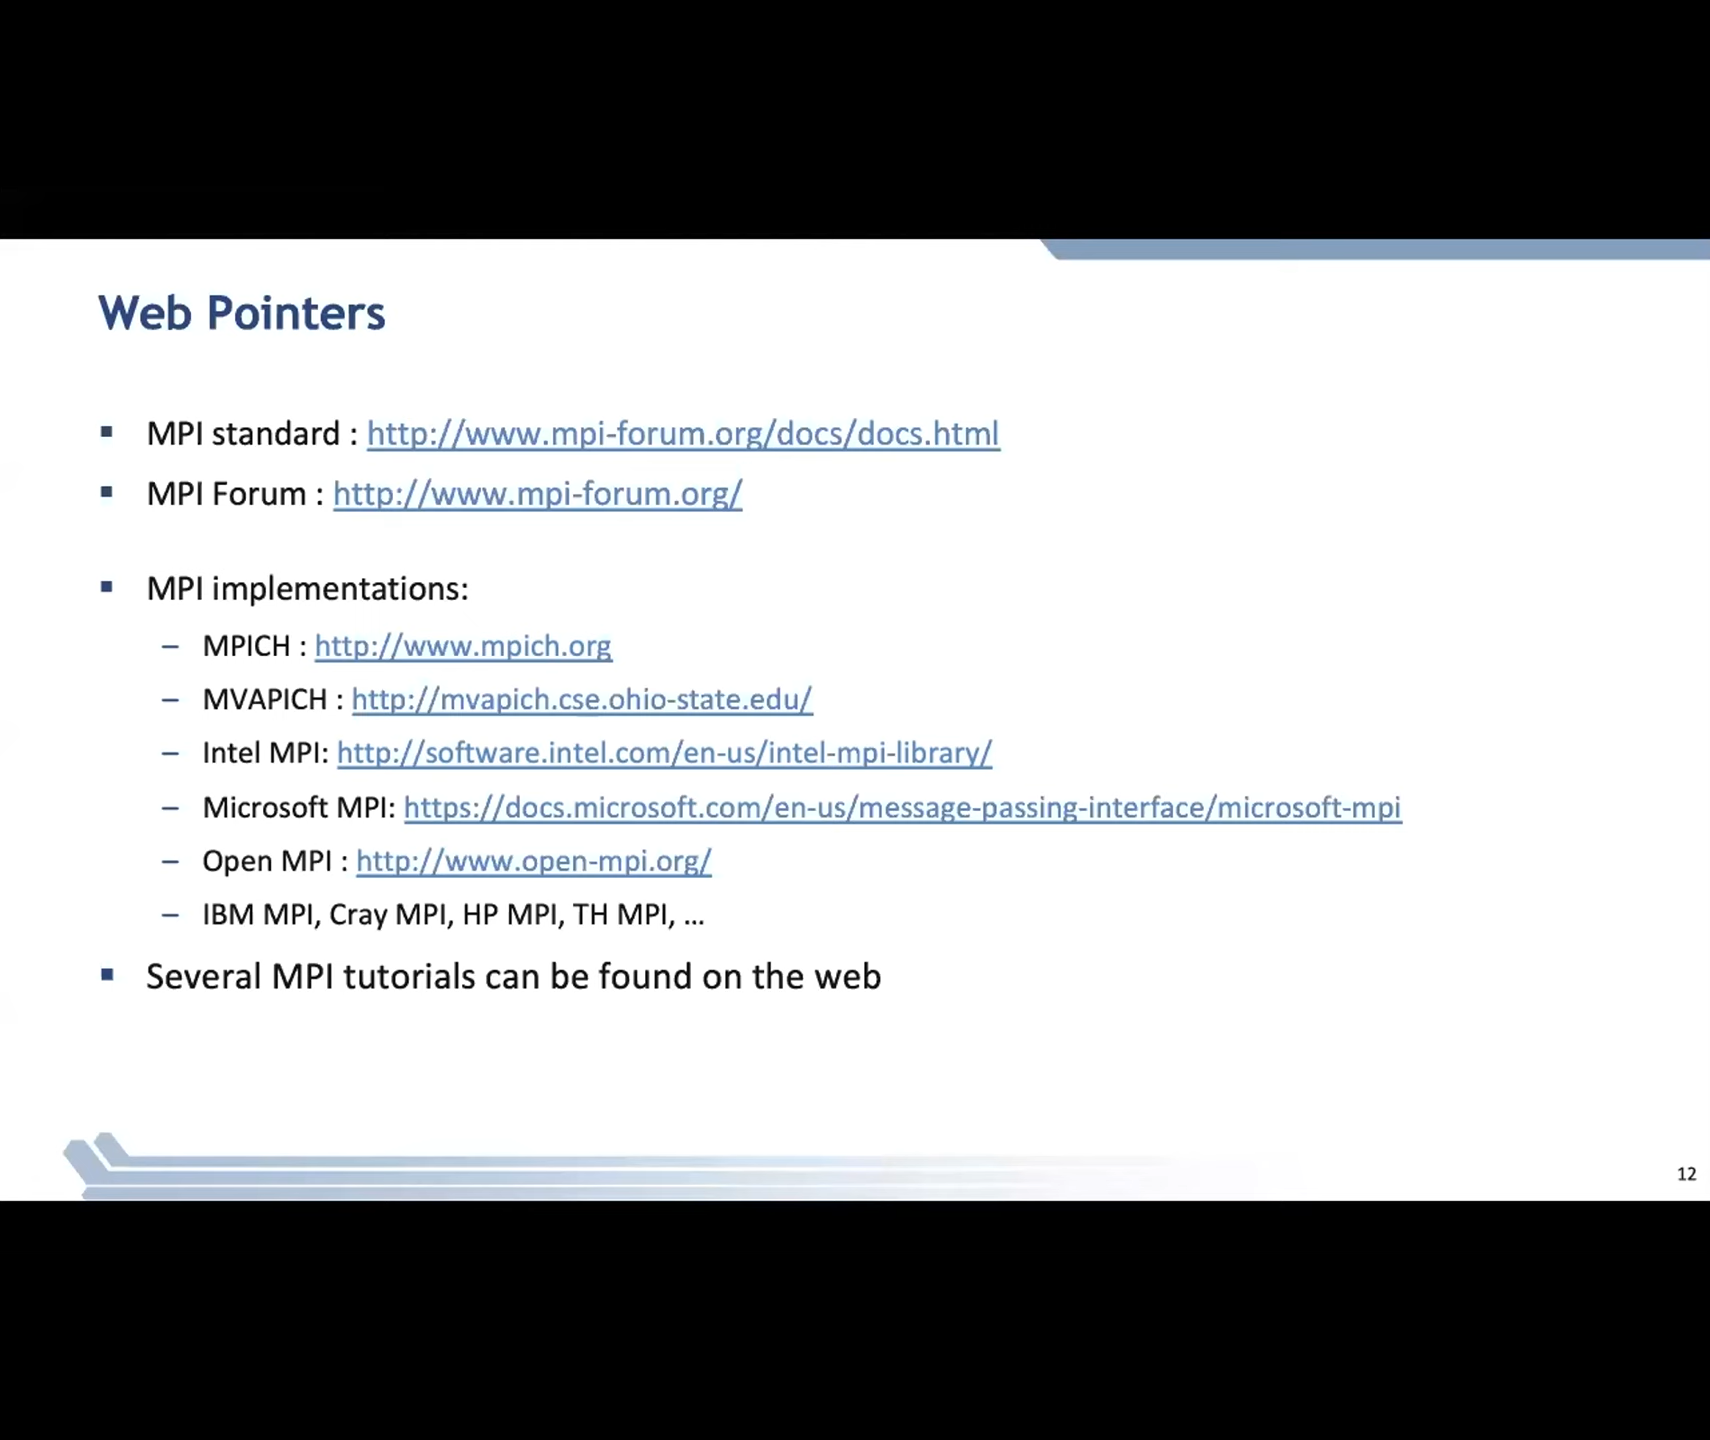 Web Pointers
▪ MPI standard : http://www.mpi-forum.org/docs/docs.html
▪ MPI Forum : http://www.mpi-forum.org/
▪ MPI implementations:
– MPICH : http://www.mpich.org
– MVAPICH : http://mvapich.cse.ohio-state.edu/
– Intel MPI: http://software.intel.com/en-us/intel-mpi-library/
– Microsoft MPI: https://docs.microsoft.com/en-us/message-passing-interface/microsoft-mpi
– Open MPI : http://www.open-mpi.org/
– IBM MPI, Cray MPI, HP MPI, TH MPI, …
▪ Several MPI tutorials can be found on the web
12